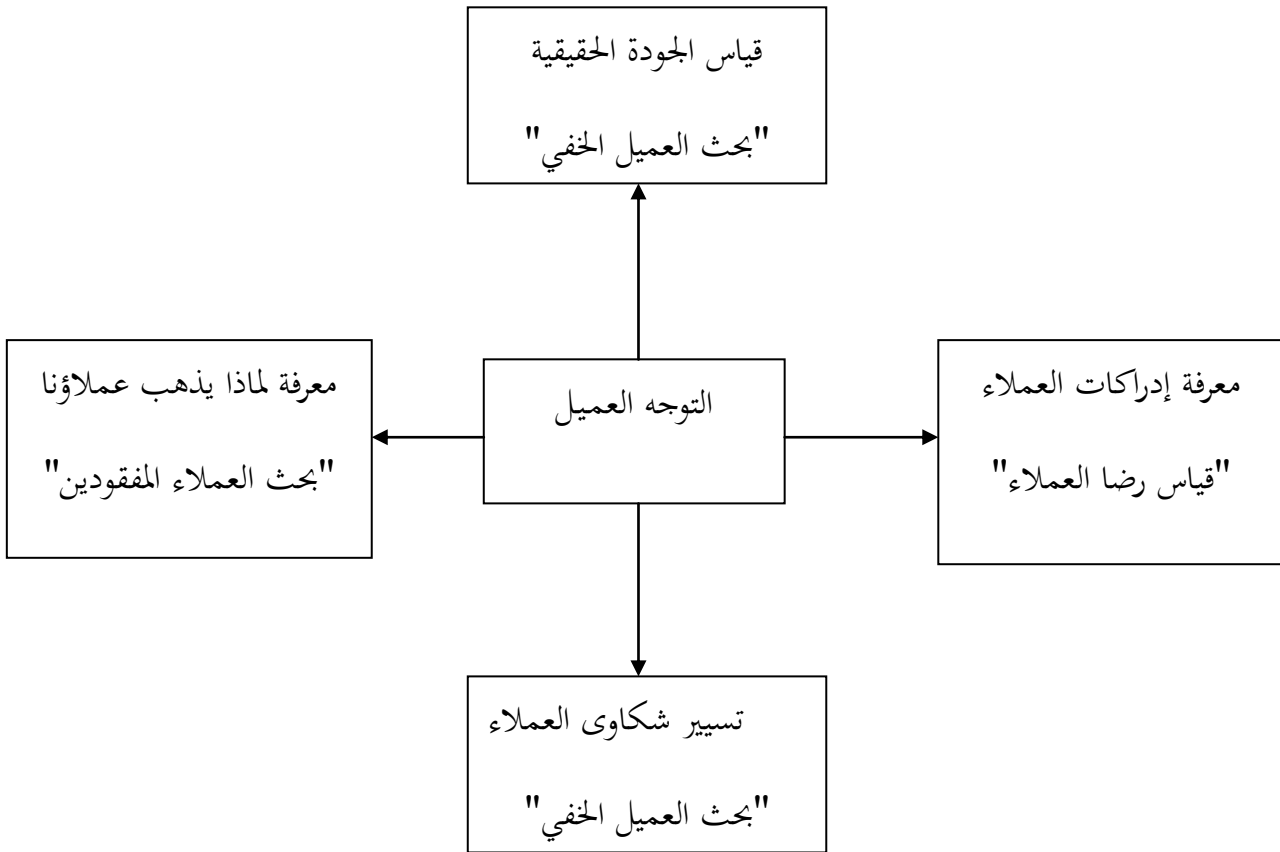 قياس الجودة الحقيقية
"بحث العميل الخفي"
معرفة إدراكات العملاء
"قياس رضا العملاء"
التوجه العميل
معرفة لماذا يذهب عملاؤنا
"بحث العملاء المفقودين"
تسيير شكاوى العملاء
"بحث العميل الخفي"